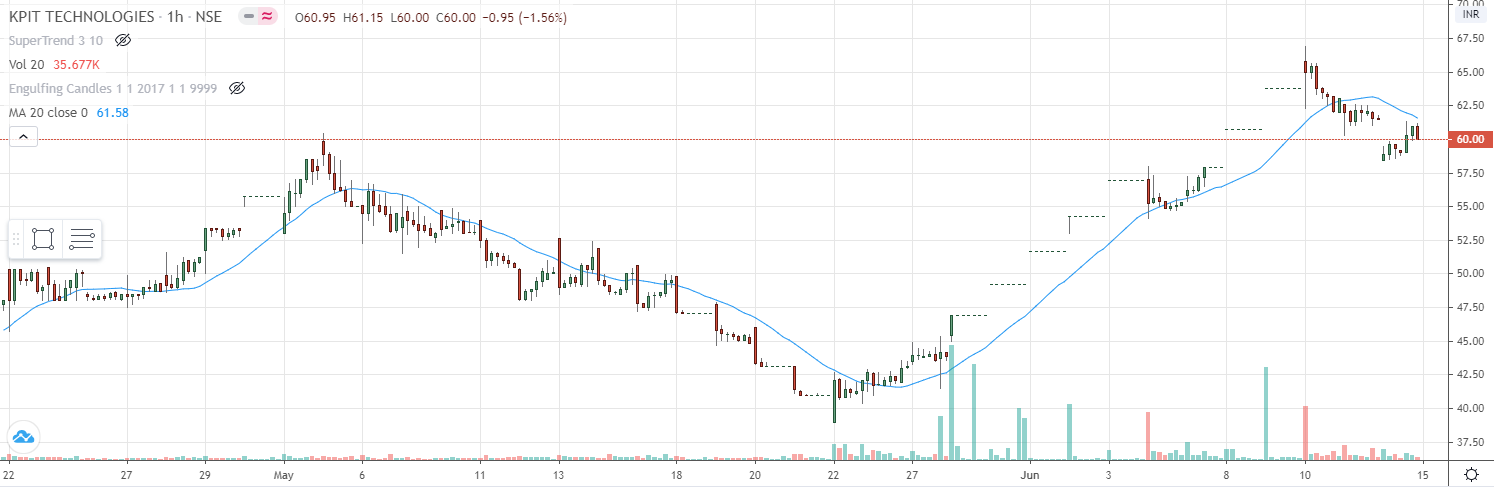 KPIT TECHNOLOGIES · 1h · NSE O60.95 H61.15 L60.00 C60.00 −0.95 (−1.56%)
SuperTrend 3 10
Vol 20 35.677K
Engulfing Candles 1 1 2017 1 1 9999
MA 20 close 0 61.58
70.00
INR
67.50
65.00
62.50
60.00
57.50
55.00
52.50
50.00
47.50
45.00
42.50
40.00
37.50
22 27 29 May 6 11 13 18 20 22 27 Jun 3 8 10 15